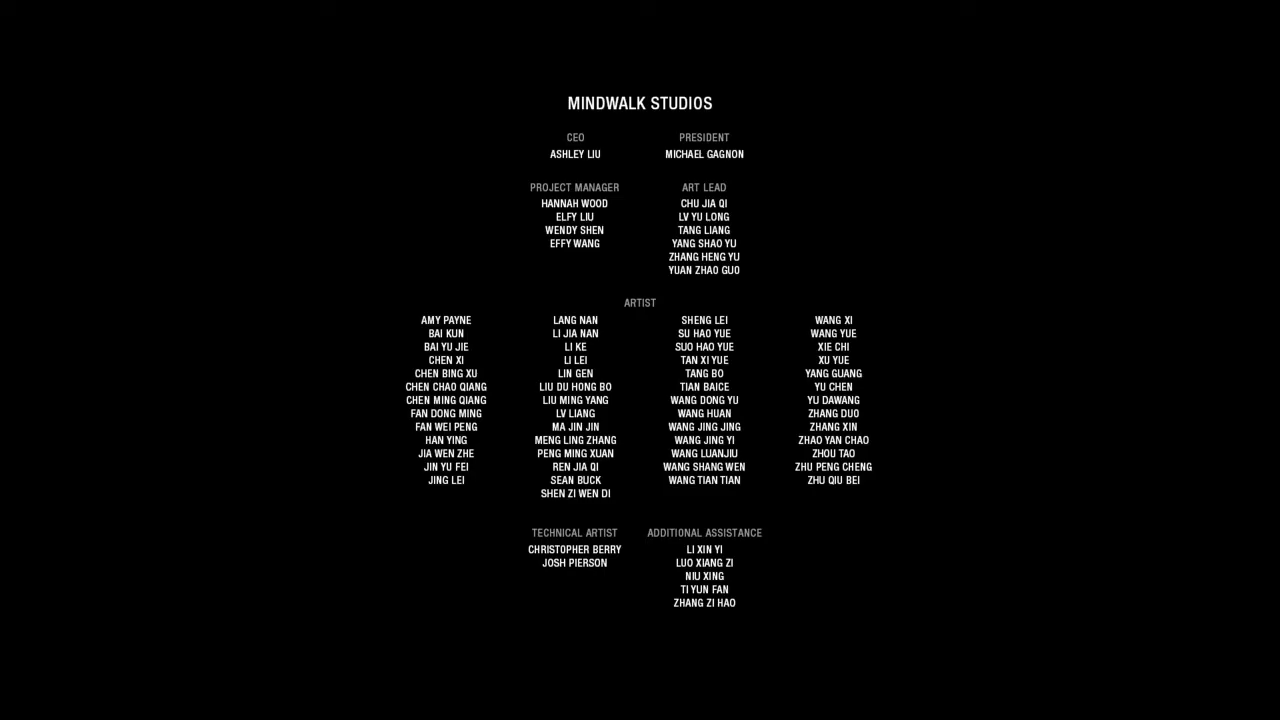 MINDWALK STUDIOS
CEO
ASHLEY LIU
PRESIDENT
MICHAEL GAGNON
PROJECT MANAGER
HANNAH WOOD
ELFY LIU
WENDY SHEN
EFFY WANG
ART LEAD
CHU JIA QI
LV YU LONG
TANG LIANG
YANG SHAO YU
ZHANG HENG YU
YUAN ZHAO GUO
ARTIST
AMY PAYNE
BAI KUN
BAI YU JIE
CHEN XI
CHEN BING XU
CHEN CHAO QIANG
CHEN MING QIANG
FAN DONG MING
FAN WEI PENG
HAN YING
JIA WEN ZHE
JIN YU FEI
JING LEI
LANG NAN
LI JIA NAN
LI KE
LI LEI
LIN GEN
LIU DU HONG BO
LIU MING YANG
LV LIANG
MA JIN JIN
MENG LING ZHANG
PENG MING XUAN
REN JIA QI
SEAN BUCK
SHEN ZI WEN DI
SHENG LEI
SU HAO YUE
SUO HAO YUE
TAN XI YUE
TANG BO
TIAN BAICE
WANG DONG YU
WANG HUAN
WANG JING JING
WANG JING YI
WANG LUANJIU
WANG SHANG WEN
WANG TIAN TIAN
WANG XI
WANG YUE
XIE CHI
XU YUE
YANG GUANG
YU CHEN
YU DAWANG
ZHANG DUO
ZHANG XIN
ZHAO YAN CHAO
ZHOU TAO
ZHU PENG CHENG
ZHU QIU BEI
TECHNICAL ARTIST
CHRISTOPHER BERRY
JOSH PIERSON
ADDITIONAL ASSISTANCE
LI XIN YI
LUO XIANG ZI
NIU XING
TI YUN FAN
ZHANG ZI HAO